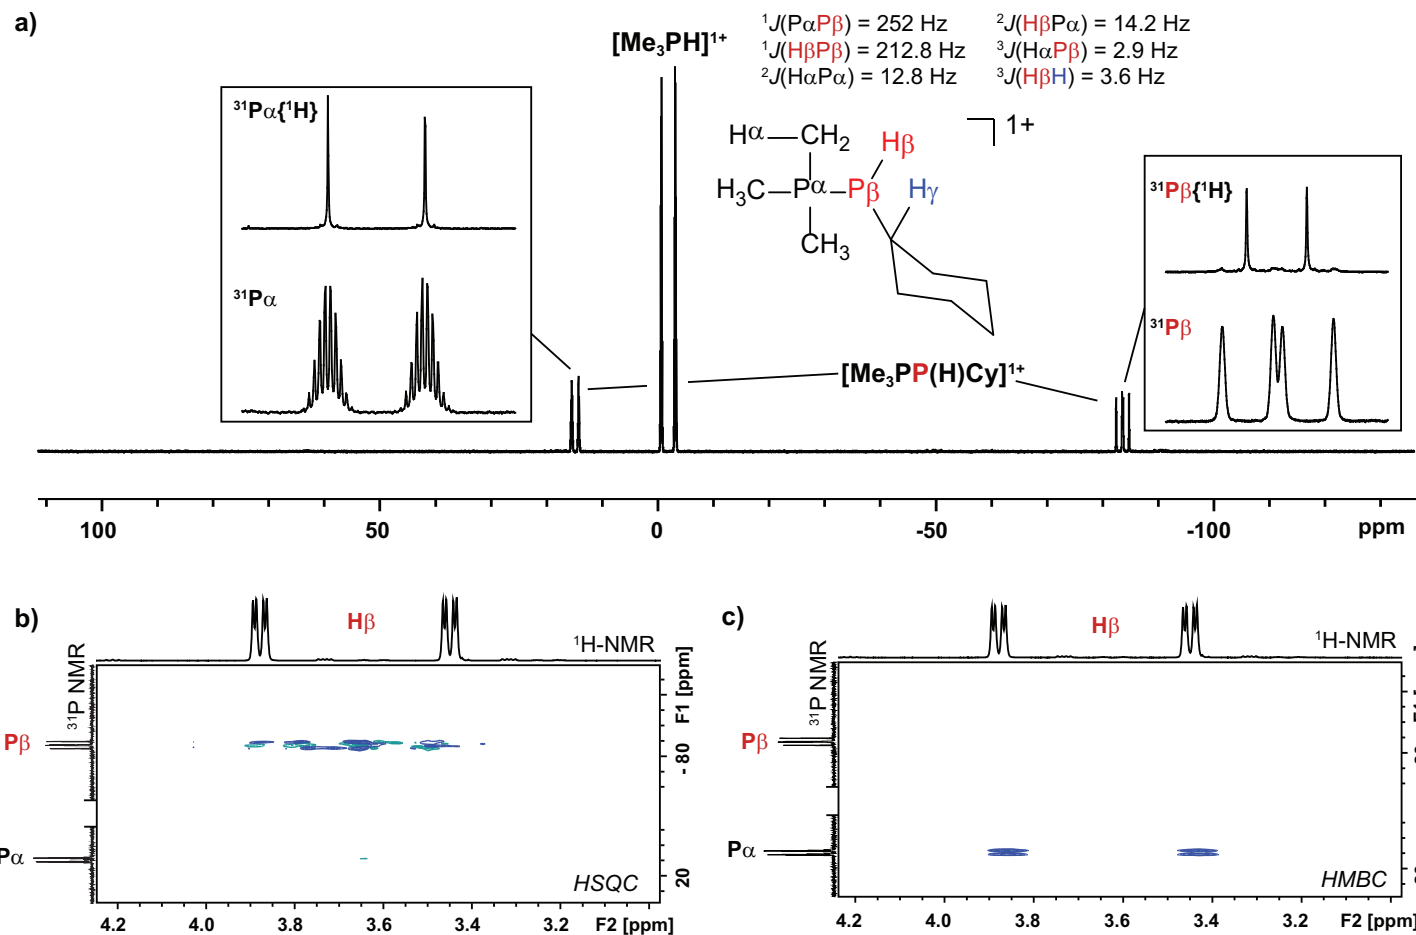 a)
[Me₃PH]¹⁺
¹J(PαPβ) = 252 Hz
²J(HβPα) = 14.2 Hz
¹J(HβPβ) = 212.8 Hz
³J(HαPβ) = 2.9 Hz
²J(HαPα) = 12.8 Hz
³J(HβH) = 3.6 Hz
³¹Pα{¹H}
³¹Pα
1+
Hα
CH₂
Hβ
H₃C
Pα
Pβ
Hγ
CH₃
³¹Pβ{¹H}
³¹Pβ
[Me₃PP(H)Cy]¹⁺
100
50
0
-50
-100
ppm
b)
Hβ
¹H-NMR
³¹P NMR
F1 [ppm]
Pβ
- 80
Pα
20
HSQC
4.2
4.0
3.8
3.6
3.4
F2 [ppm]
c)
Hβ
¹H-NMR
³¹P NMR
Pβ
Pα
HMBC
4.2
4.0
3.8
3.6
3.4
3.2
F2 [ppm]